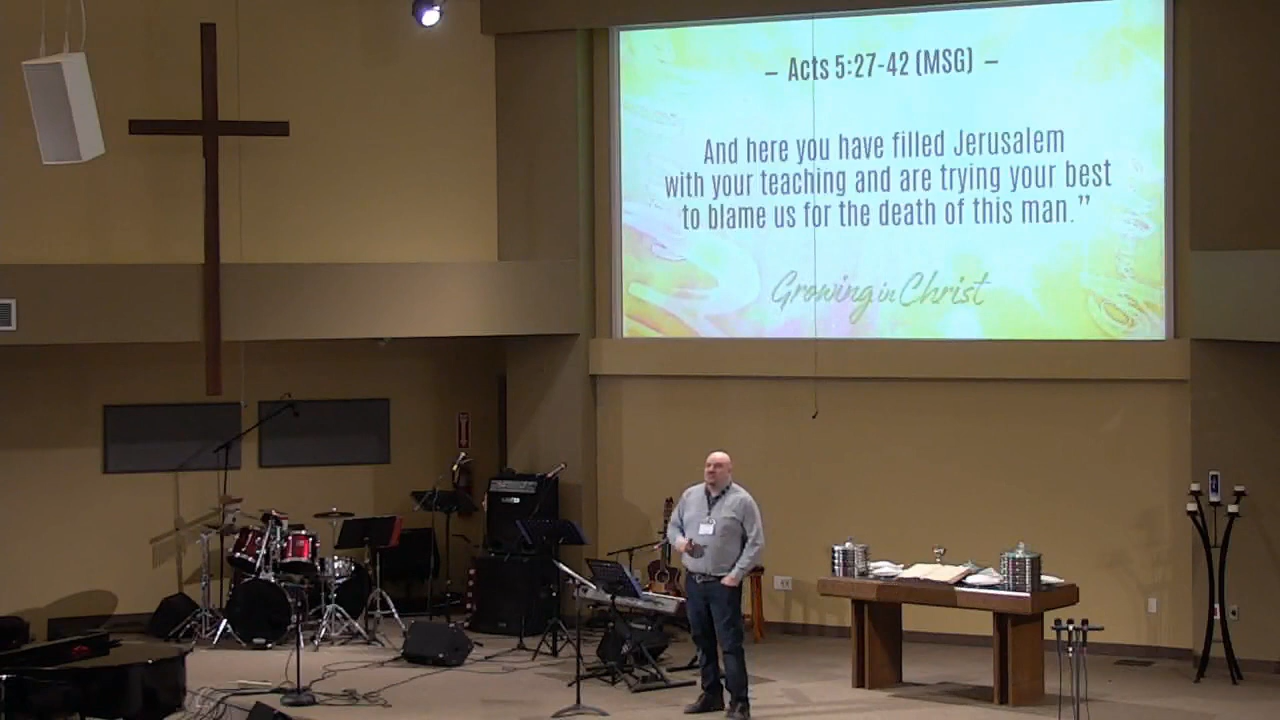 – Acts 5:27-42 (MSG) –
And here you have filled Jerusalem
with your teaching and are trying your best
to blame us for the death of this man.”
Growing in Christ